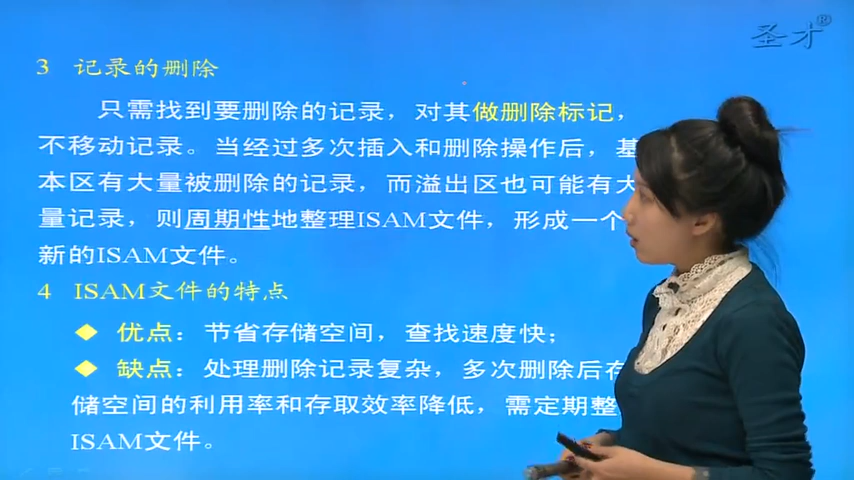 圣才®
3 记录的删除
只需找到要删除的记录，对其做删除标记，
不移动记录。当经过多次插入和删除操作后，基
本区有大量被删除的记录，而溢出区也可能有大
量记录，则周期性地整理ISAM文件，形成一个
新的ISAM文件。
4 ISAM文件的特点
优点：节省存储空间，查找速度快；
缺点：处理删除记录复杂，多次删除后存
储空间的利用率和存取效率降低，需定期整
ISAM文件。